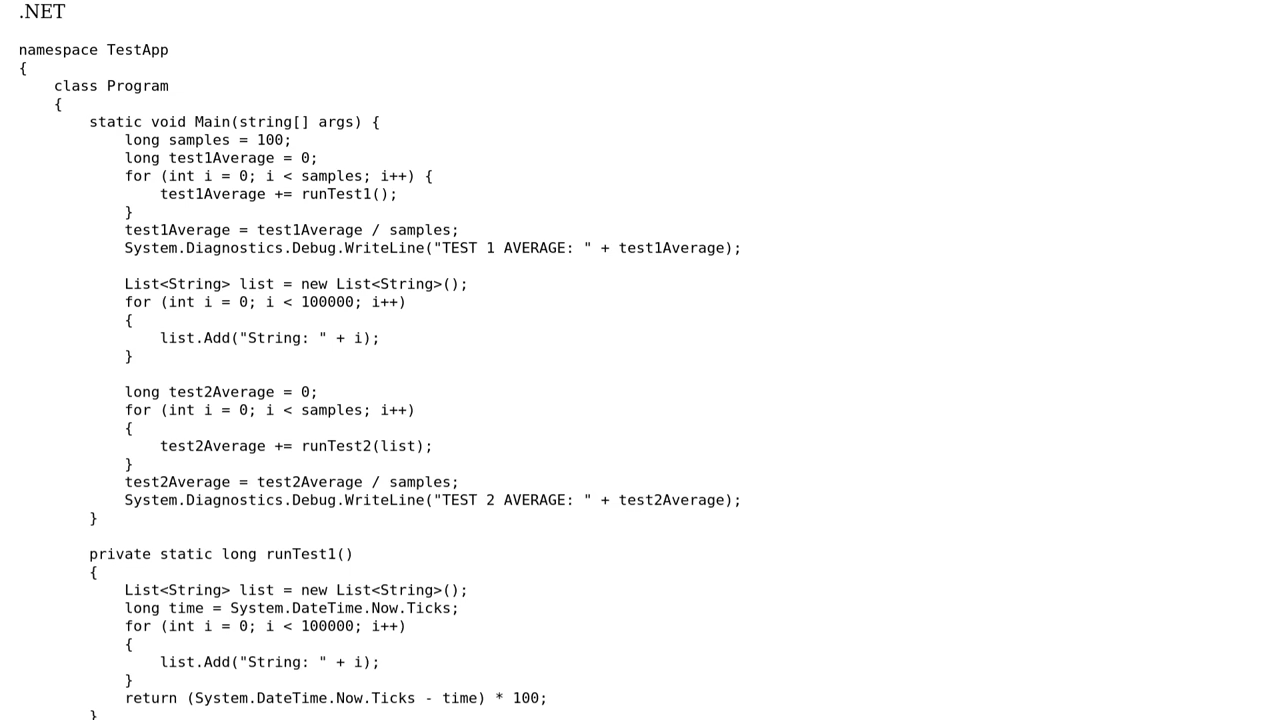 .NET
namespace TestApp
{
    class Program
    {
        static void Main(string[] args) {
            long samples = 100;
            long test1Average = 0;
            for (int i = 0; i < samples; i++) {
                test1Average += runTest1();
            }
            test1Average = test1Average / samples;
            System.Diagnostics.Debug.WriteLine("TEST 1 AVERAGE: " + test1Average);

            List<String> list = new List<String>();
            for (int i = 0; i < 100000; i++)
            {
                list.Add("String: " + i);
            }

            long test2Average = 0;
            for (int i = 0; i < samples; i++)
            {
                test2Average += runTest2(list);
            }
            test2Average = test2Average / samples;
            System.Diagnostics.Debug.WriteLine("TEST 2 AVERAGE: " + test2Average);
        }

        private static long runTest1()
        {
            List<String> list = new List<String>();
            long time = System.DateTime.Now.Ticks;
            for (int i = 0; i < 100000; i++)
            {
                list.Add("String: " + i);
            }
            return (System.DateTime.Now.Ticks - time) * 100;
        }